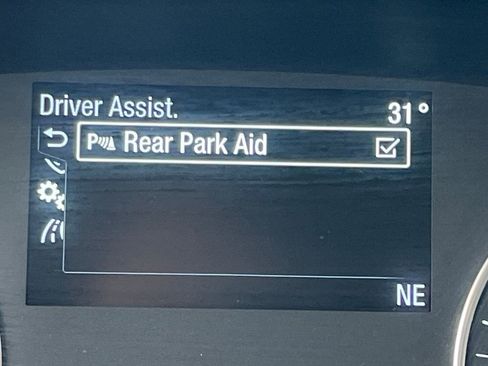 Driver Assist.
31°
P Rear Park Aid
NE